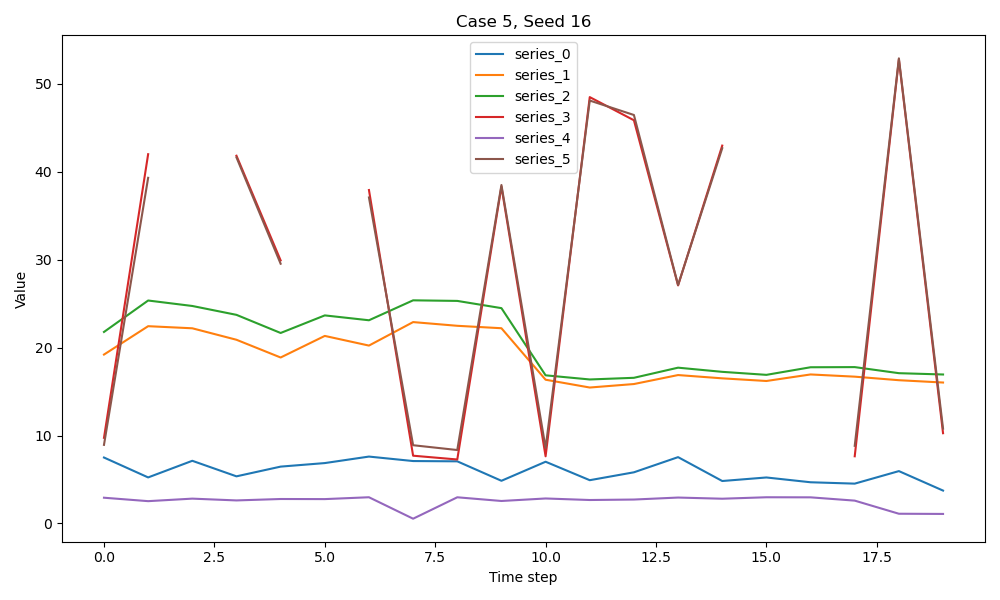 Case 5, Seed 16
series_0
series_1
series_2
series_3
series_4
series_5
Value
50
40
30
20
10
0
0.0 2.5 5.0 7.5 10.0 12.5 15.0 17.5
Time step